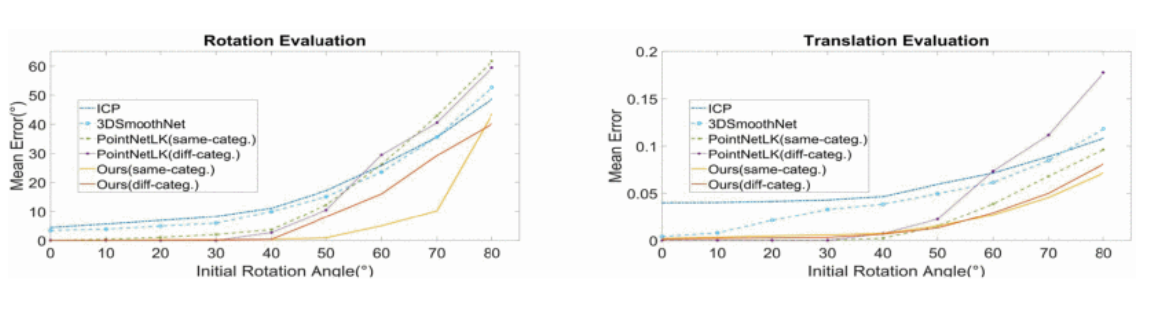 Rotation Evaluation
60
50
40
30
20
10
0
Mean Error(°)
ICP
3DSmoothNet
PointNetLK(same-categ.)
PointNetLK(diff-categ.)
Ours(same-categ.)
Ours(diff-categ.)
0 10 20 30 40 50 60 70 80
Initial Rotation Angle(°)
Translation Evaluation
0.2
0.15
0.1
0.05
0
Mean Error
ICP
3DSmoothNet
PointNetLK(same-categ.)
PointNetLK(diff-categ.)
Ours(same-categ.)
Ours(diff-categ.)
0 10 20 30 40 50 60 70 80
Initial Rotation Angle(°)